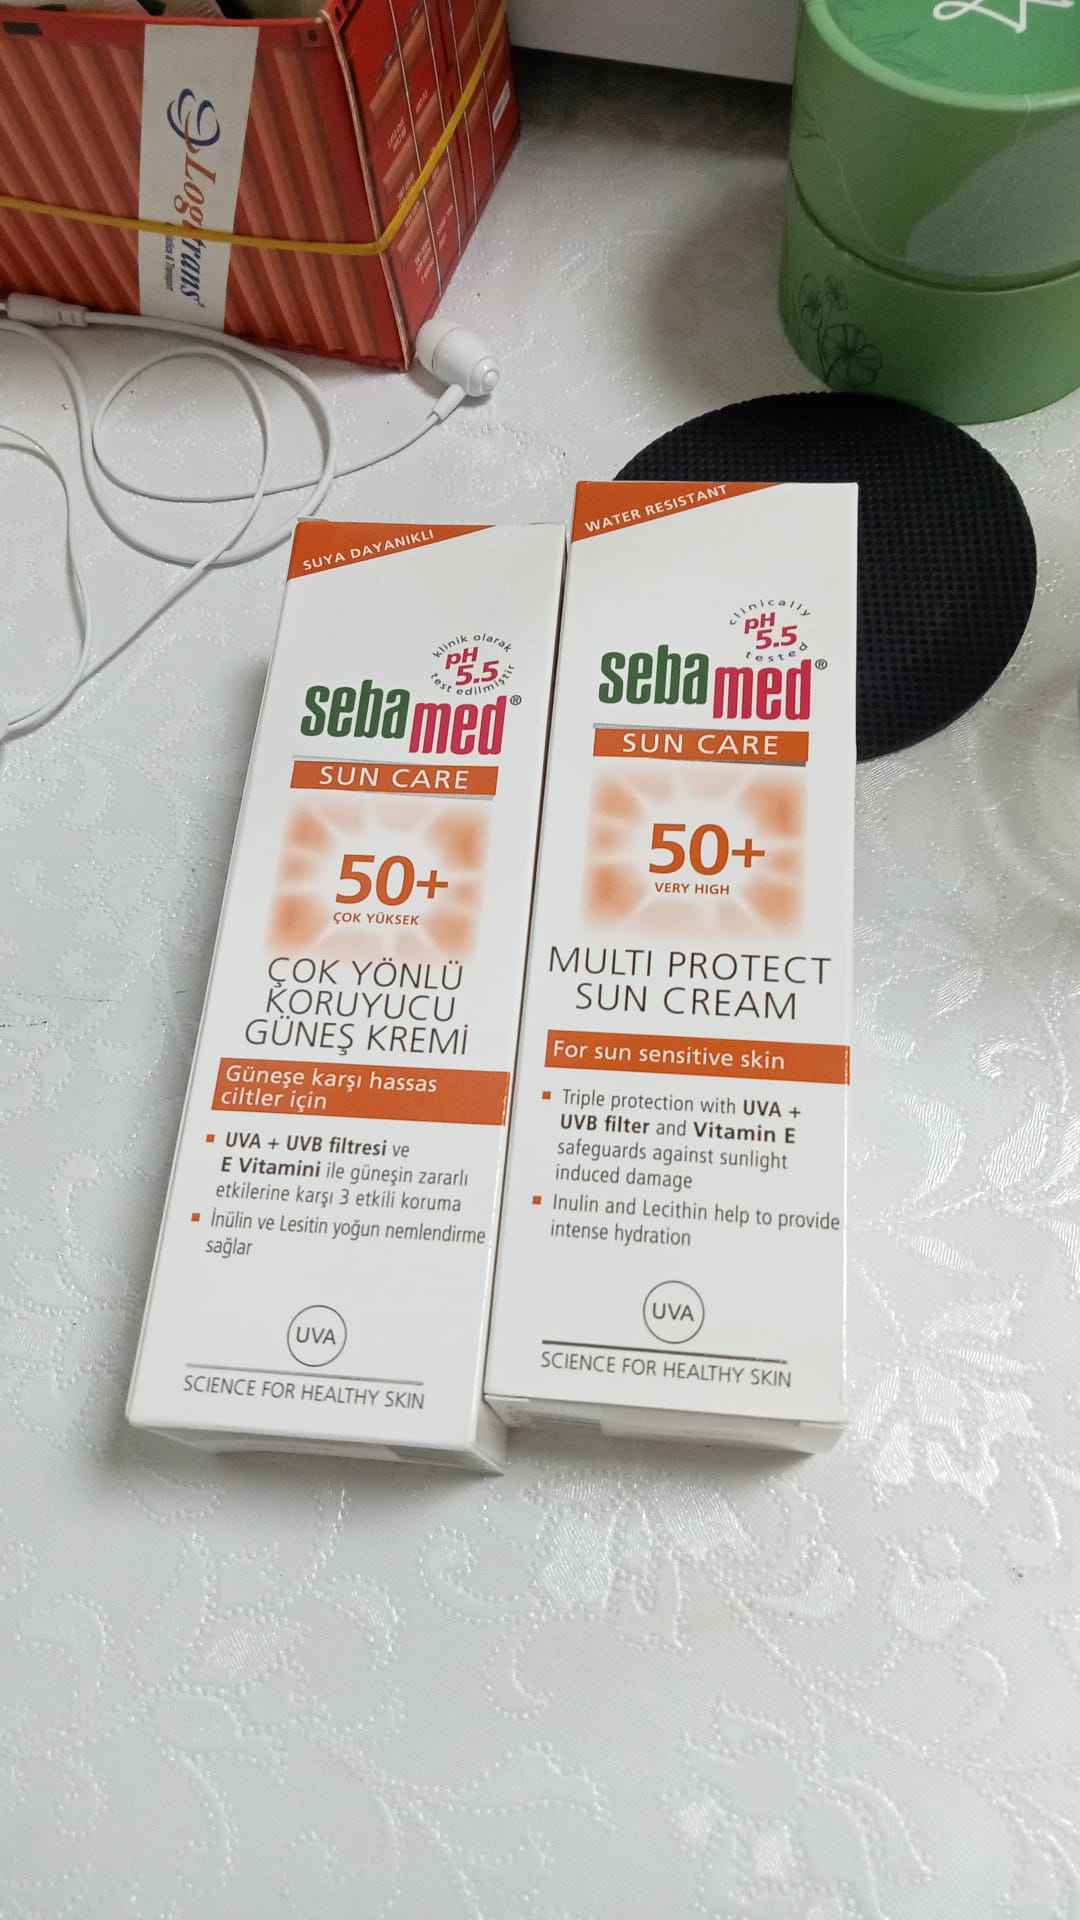 Logitrans
SUYA DAYANIKLI
klinik olarak
pH
5.5
test edilmiştir
sebamed®
SUN CARE
50+
ÇOK YÜKSEK
ÇOK YÖNLÜ
KORUYUCU
GÜNEŞ KREMİ
Güneşe karşı hassas
ciltler için
UVA + UVB filtresi ve
E Vitamini ile güneşin zararlı
etkilerine karşı 3 etkili koruma
İnülin ve Lesitin yoğun nemlendirme
sağlar
UVA
SCIENCE FOR HEALTHY SKIN
WATER RESISTANT
clinically
pH
5.5
tested
sebamed®
SUN CARE
50+
VERY HIGH
MULTI PROTECT
SUN CREAM
For sun sensitive skin
Triple protection with UVA +
UVB filter and Vitamin E
safeguards against sunlight
induced damage
Inulin and Lecithin help to provide
intense hydration
UVA
SCIENCE FOR HEALTHY SKIN